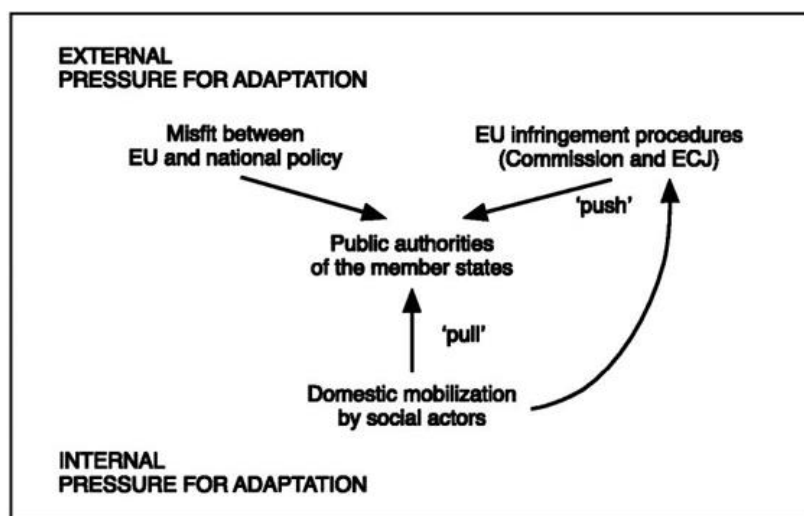 EXTERNAL
PRESSURE FOR ADAPTATION
Misfit between
EU and national policy
EU infringement procedures
(Commission and ECJ)
'push'
Public authorities
of the member states
'pull'
Domestic mobilization
by social actors
INTERNAL
PRESSURE FOR ADAPTATION